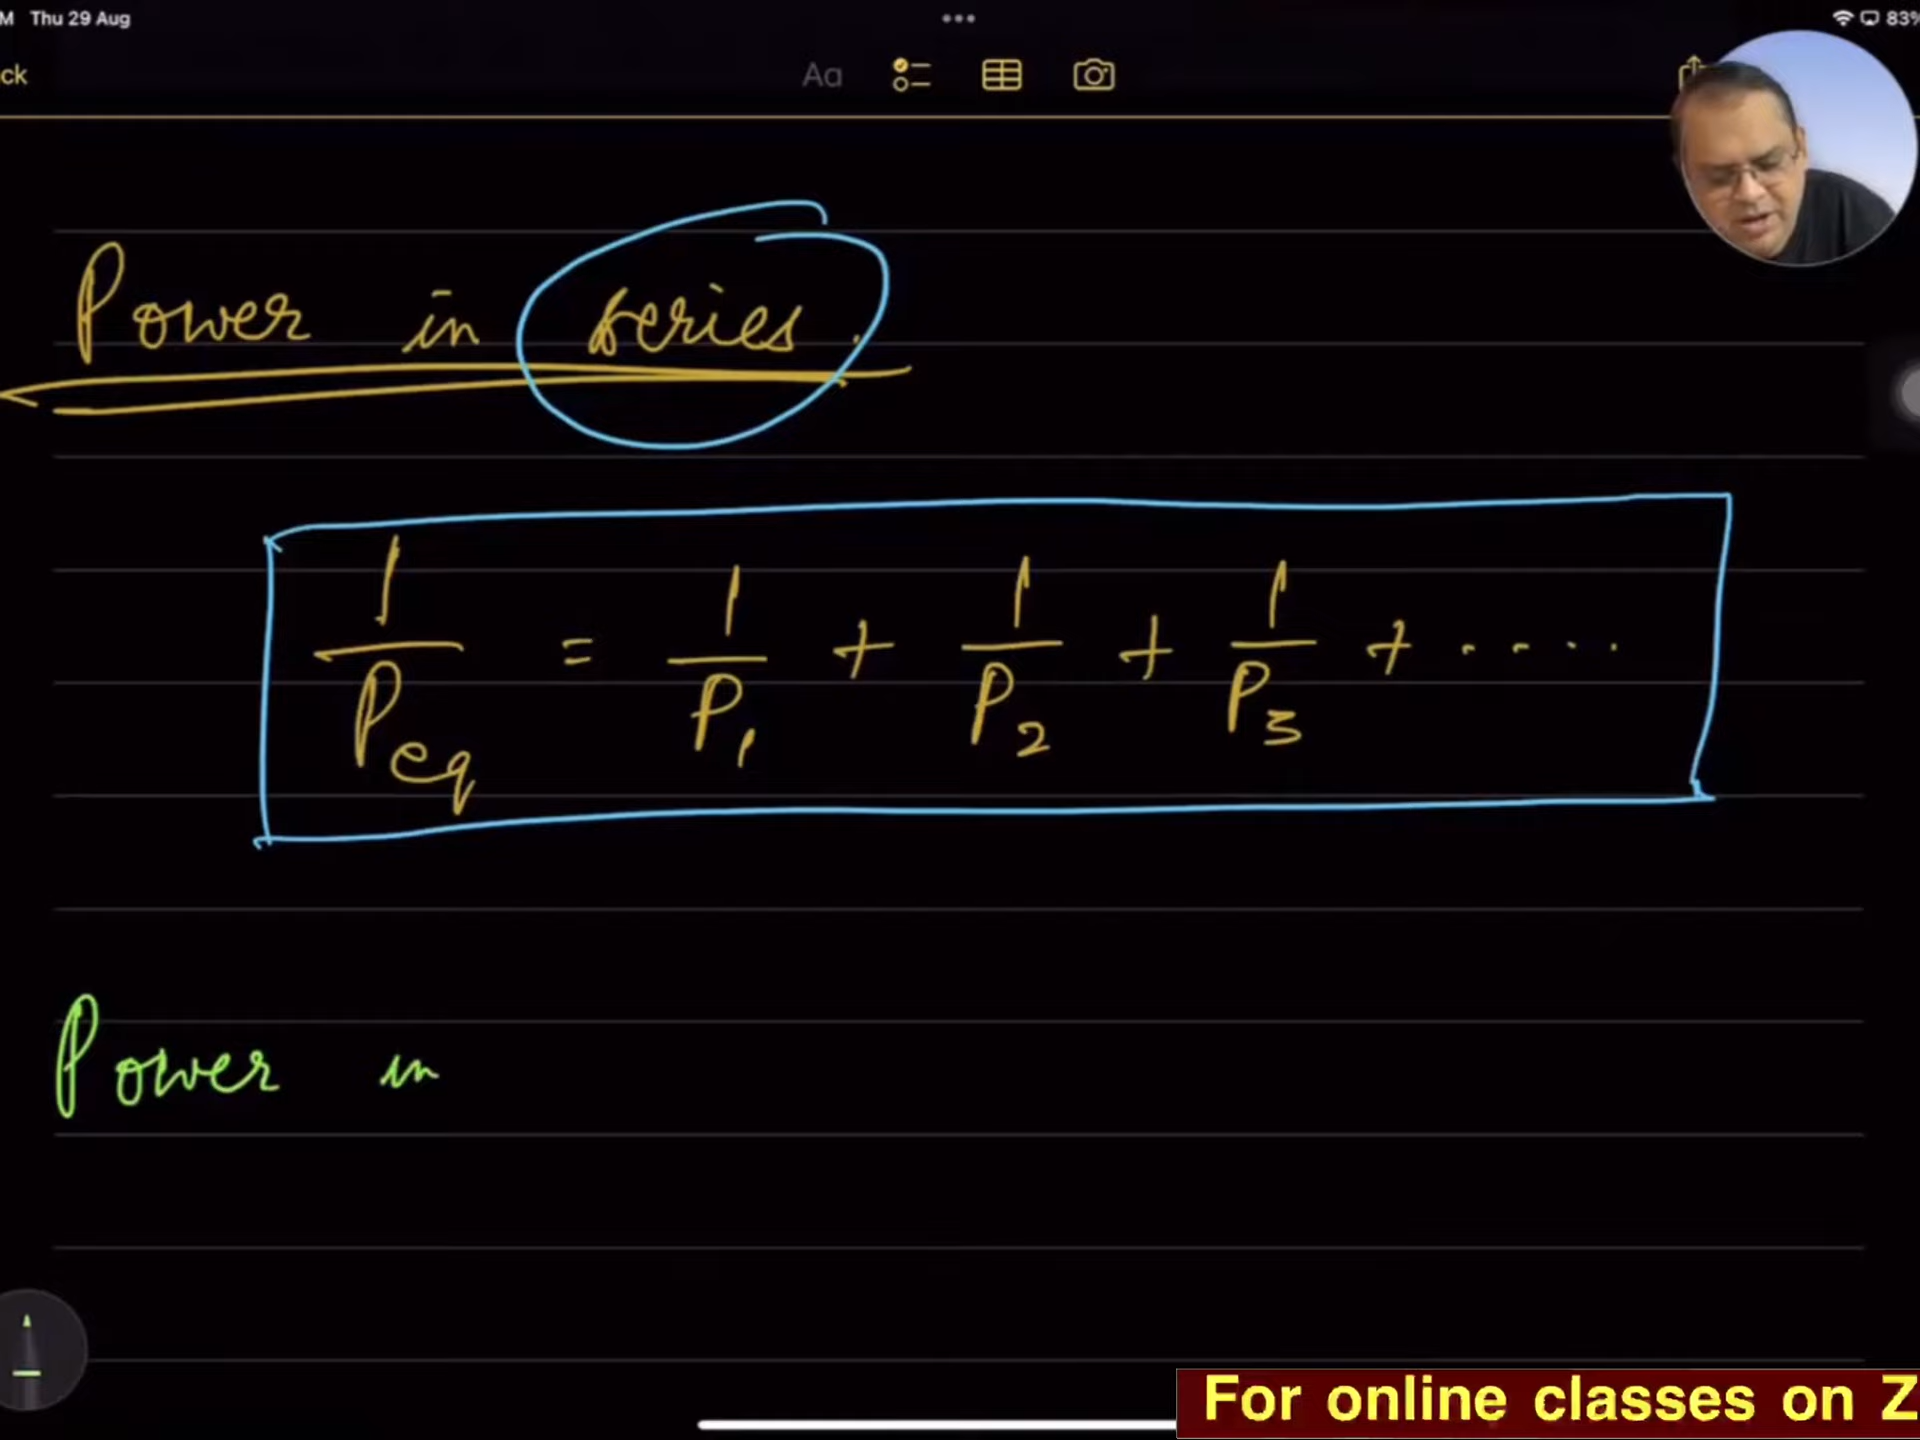 M Thu 29 Aug
83%
ck
Aa
Power in series.
1/Peq = 1/P1 + 1/P2 + 1/P3 + ....
Power in
For online classes on Z